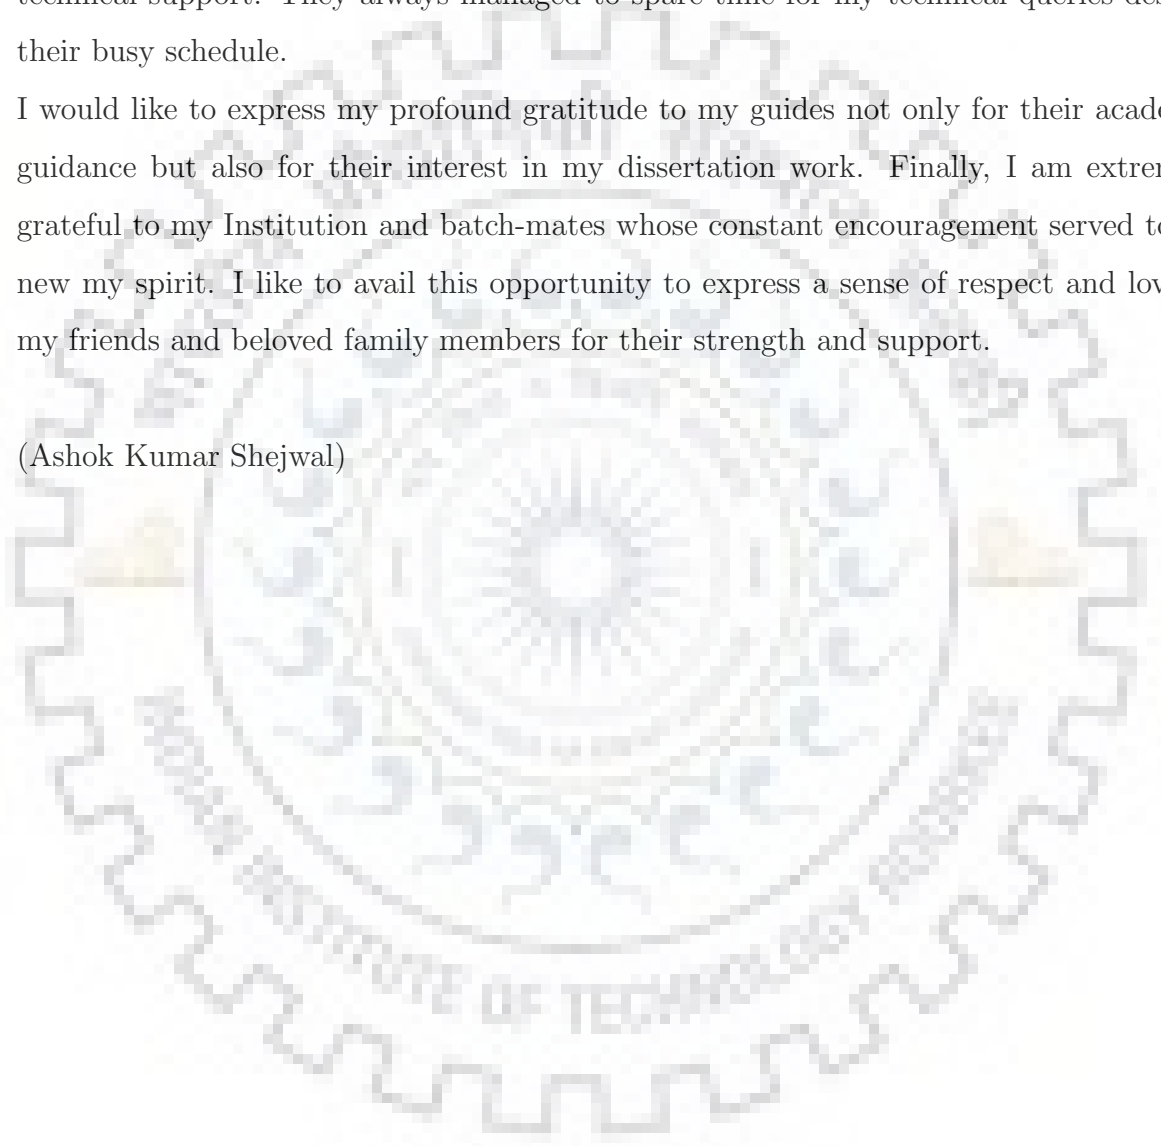 technical support. They always managed to spare time for my technical queries des
their busy schedule.
I would like to express my profound gratitude to my guides not only for their acade
guidance but also for their interest in my dissertation work. Finally, I am extrem
grateful to my Institution and batch-mates whose constant encouragement served to
new my spirit. I like to avail this opportunity to express a sense of respect and lov
my friends and beloved family members for their strength and support.
(Ashok Kumar Shejwal)
INSTITUTE OF TECHNOLOGY